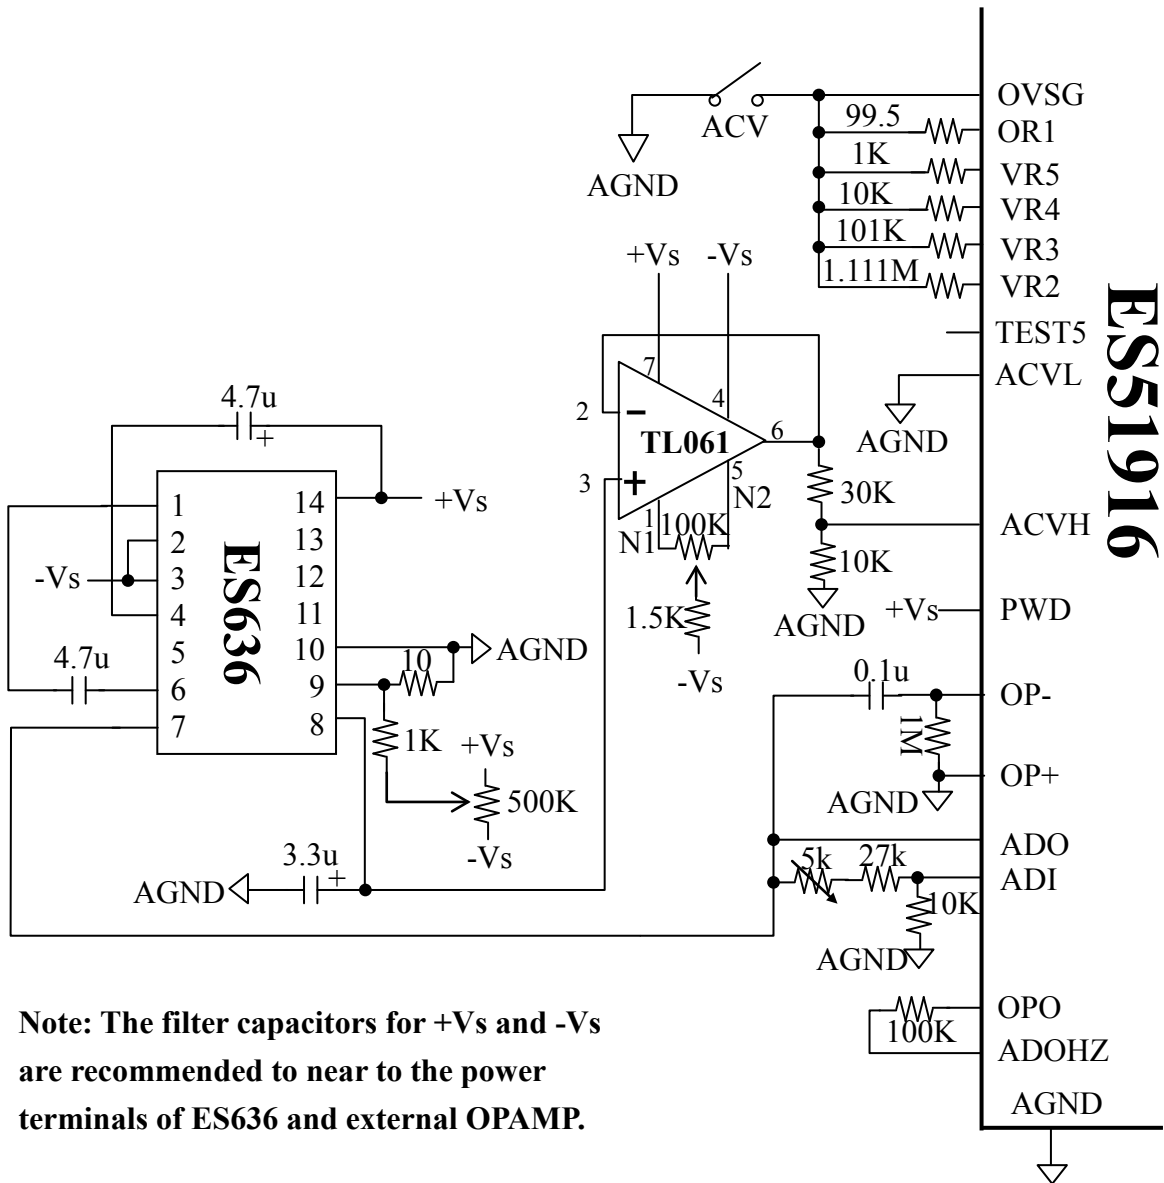 OVSG
99.5
OR1
ACV
1K
VR5
AGND
10K
VR4
101K
VR3
+Vs
-Vs
1.111M
VR2
ES5916
TEST5
7
ACVL
4.7u
4
+
2
AGND
TL061
6
5
3
30K
N2
1
14
+Vs
1
100K
ACVH
2
13
N1
ES636
10K
-Vs
3
12
1.5K
+Vs
PWD
4
11
AGND
5
10
AGND
4.7u
10
0.1u
-Vs
6
9
OP-
7
8
1K
+Vs
1M
OP+
500K
AGND
-Vs
ADO
3.3u
5k
27k
+
AGND
ADI
10K
AGND
Note: The filter capacitors for +Vs and -Vs
are recommended to near to the power
terminals of ES636 and external OPAMP.
OPO
100K
ADOHZ
AGND